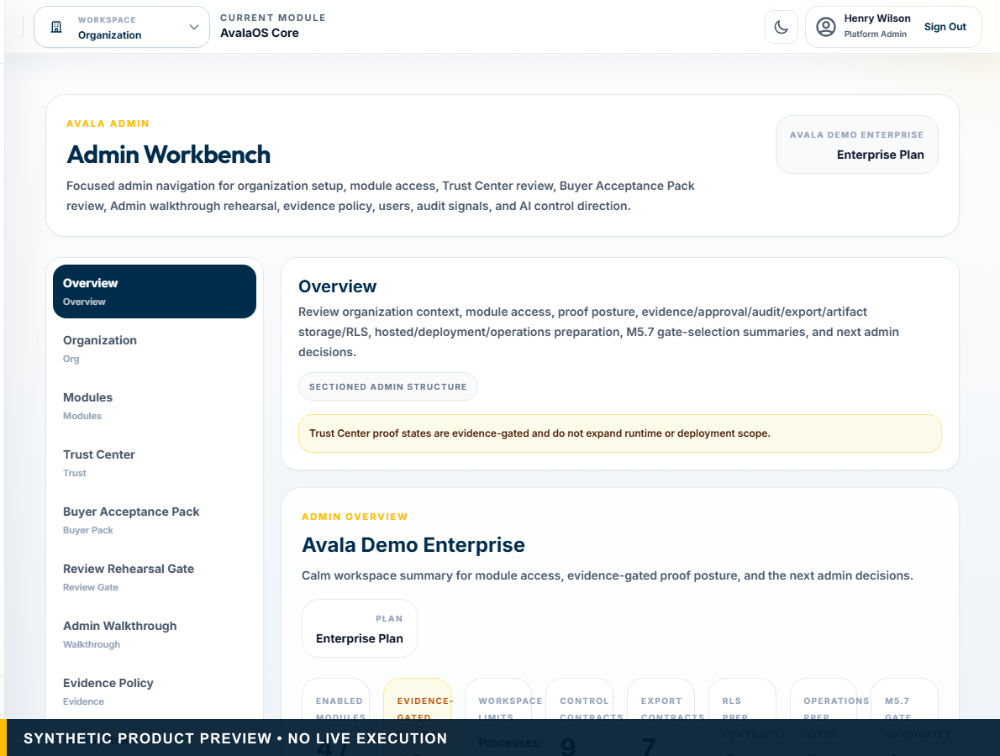 WORKSPACE
Organization
CURRENT MODULE
AvalaOS Core
Henry Wilson
Platform Admin
Sign Out
AVALA ADMIN
Admin Workbench
Focused admin navigation for organization setup, module access, Trust Center review, Buyer Acceptance Pack
review, Admin walkthrough rehearsal, evidence policy, users, audit signals, and AI control direction.
AVALA DEMO ENTERPRISE
Enterprise Plan
Overview
Overview
Organization
Org
Modules
Modules
Trust Center
Trust
Buyer Acceptance Pack
Buyer Pack
Review Rehearsal Gate
Review Gate
Admin Walkthrough
Walkthrough
Evidence Policy
Evidence
Overview
Review organization context, module access, proof posture, evidence/approval/audit/export/artifact
storage/RLS, hosted/deployment/operations preparation, M5.7 gate-selection summaries, and next admin
decisions.
SECTIONED ADMIN STRUCTURE
Trust Center proof states are evidence-gated and do not expand runtime or deployment scope.
ADMIN OVERVIEW
Avala Demo Enterprise
Calm workspace summary for module access, evidence-gated proof posture, and the next admin decisions.
PLAN
Enterprise Plan
ENABLED
MODULES
47
EVIDENCE-
GATED
WORKSPACE
LIMITS
Processes:
CONTROL
CONTRACTS
9
EXPORT
CONTRACTS
7
RLS
PREP
CONTRACTS
OPERATIONS
PREP
GATES
M5.7
GATE
CANDIDATES
SYNTHETIC PRODUCT PREVIEW • NO LIVE EXECUTION